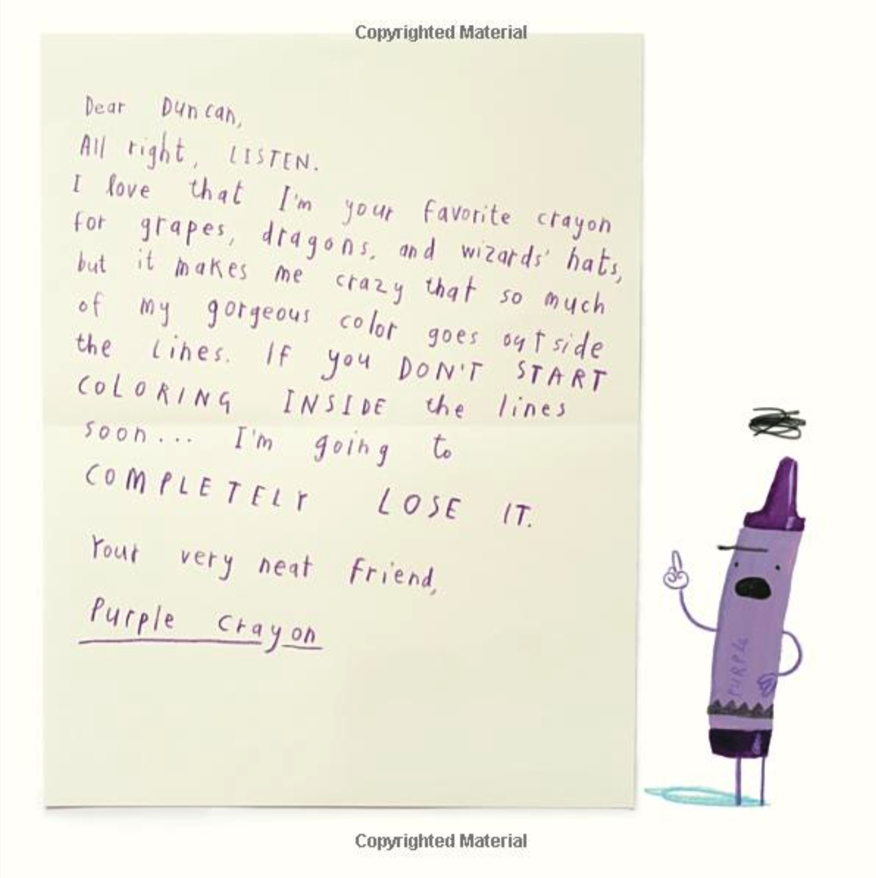 Copyrighted Material
Dear Duncan,
All right, LISTEN.
I love that I'm your favorite crayon
for grapes, dragons, and wizards' hats,
but it makes me crazy that so much
of my gorgeous color goes outside
the lines. If you DON'T START
COLORING INSIDE the lines
soon... I'm going to
COMPLETELY LOSE IT.
Your very neat friend,
Purple Crayon
PURPLE
Copyrighted Material